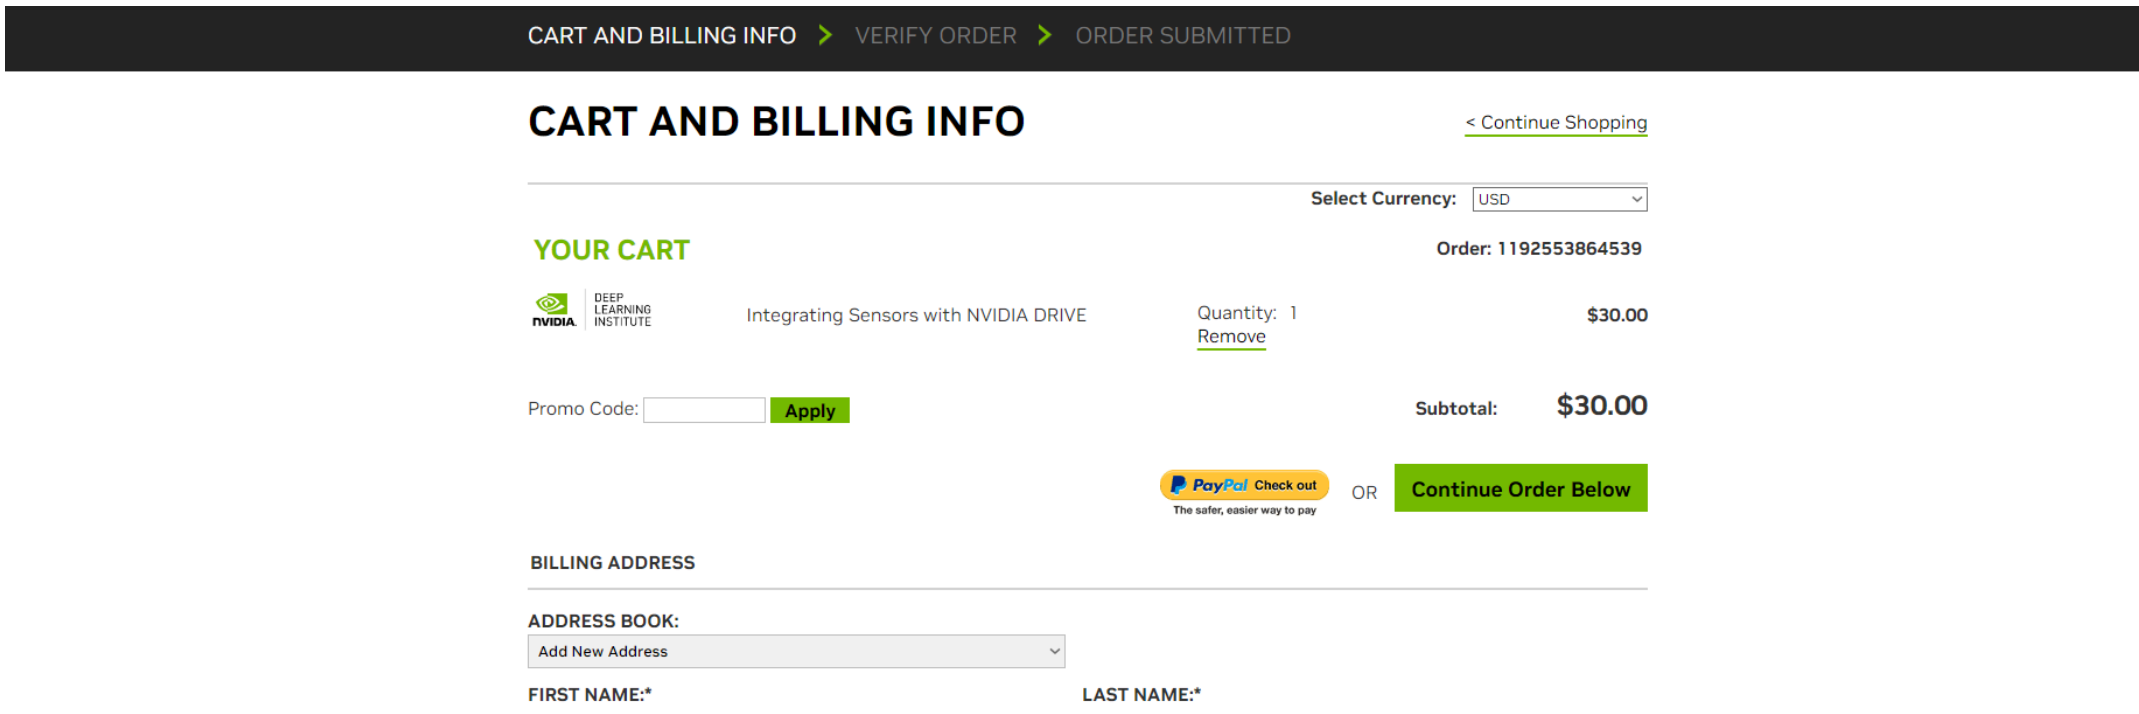 CART AND BILLING INFO > VERIFY ORDER > ORDER SUBMITTED
CART AND BILLING INFO
< Continue Shopping
Select Currency: USD
YOUR CART
Order: 1192553864539
NVIDIA.
DEEP
LEARNING
INSTITUTE
Integrating Sensors with NVIDIA DRIVE
Quantity: 1
Remove
$30.00
Promo Code:
Apply
Subtotal: $30.00
PayPal Check out
The safer, easier way to pay
OR
Continue Order Below
BILLING ADDRESS
ADDRESS BOOK:
Add New Address
FIRST NAME:*
LAST NAME:*